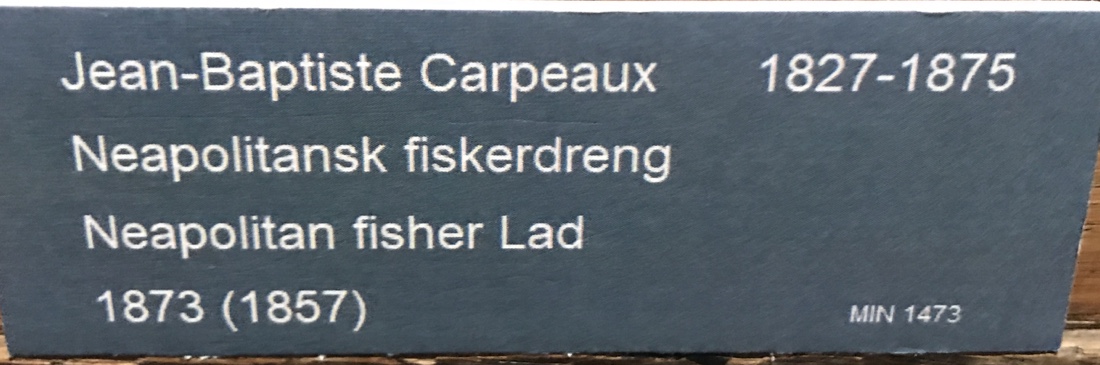 Jean-Baptiste Carpeaux 1827-1875
Neapolitansk fiskerdreng
Neapolitan fisher Lad
1873 (1857) MIN 1473